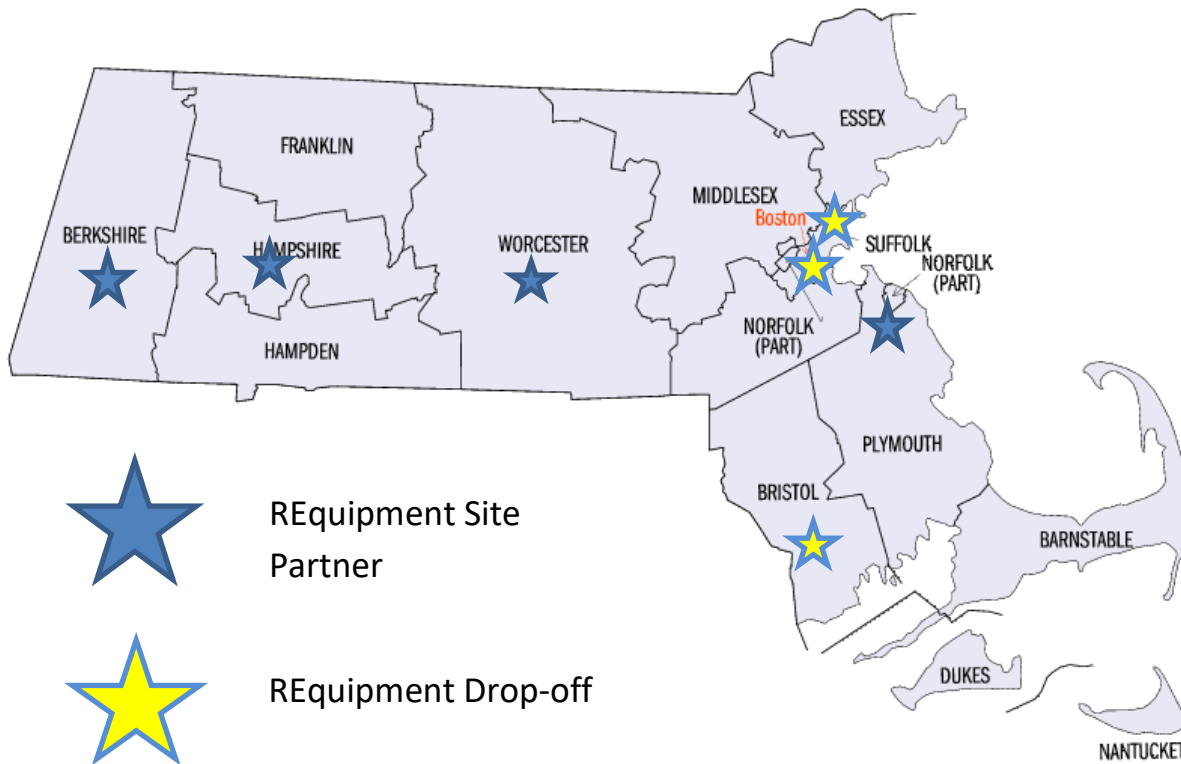 ESSEX
FRANKLIN
MIDDLESEX
Boston
BERKSHIRE
HAMPSHIRE
WORCESTER
SUFFOLK
NORFOLK
(PART)
NORFOLK
(PART)
HAMPDEN
PLYMOUTH
BRISTOL
BARNSTABLE
DUKES
NANTUCKET
REquipment Site
Partner
REquipment Drop-off